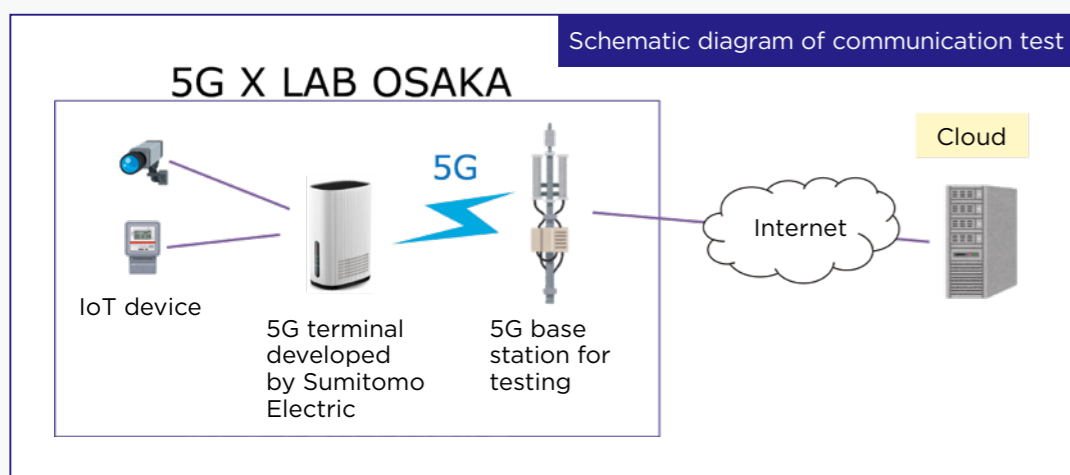 Schematic diagram of communication test
5G X LAB OSAKA
5G
Cloud
Internet
IoT device
5G terminal
developed
by Sumitomo
Electric
5G base
station for
testing